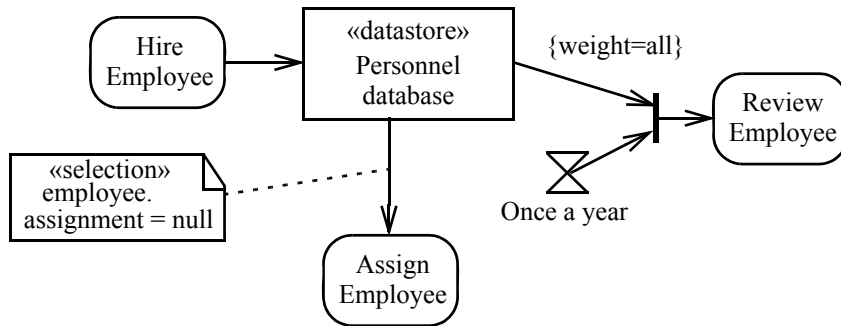 Hire
Employee
«datastore»
Personnel
database
{weight=all}
Review
Employee
«selection»
employee.
assignment = null
Once a year
Assign
Employee